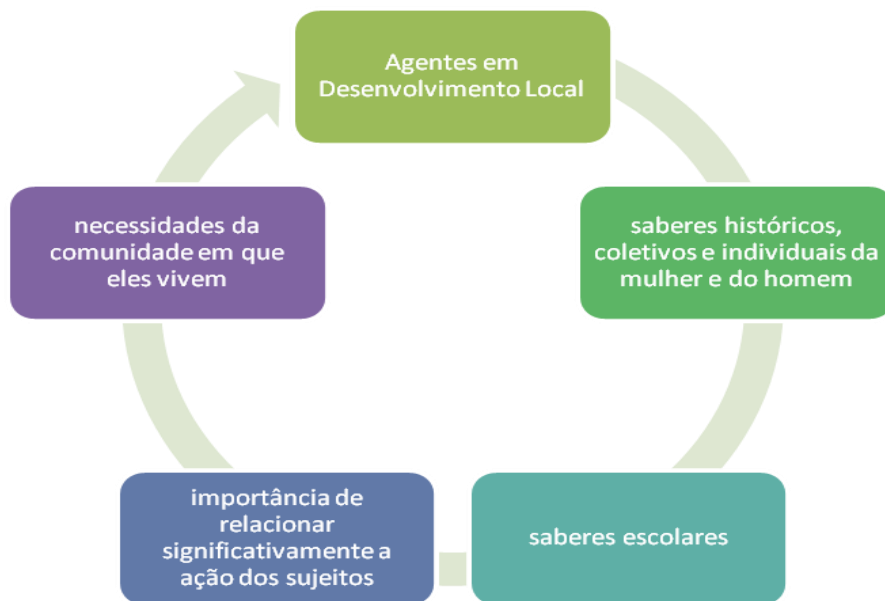 Agentes em
Desenvolvimento Local
saberes históricos,
coletivos e individuais da
mulher e do homem
saberes escolares
importância de
relacionar
significativamente a
ação dos sujeitos
necessidades da
comunidade em que
eles vivem